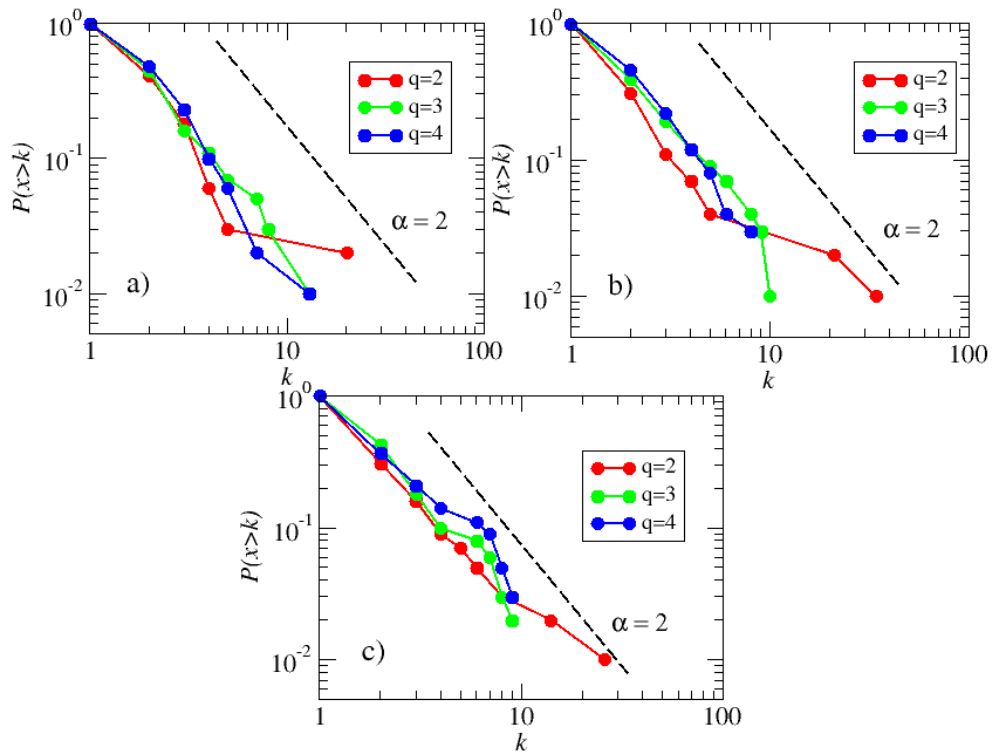 10^0
10^-1
10^-2
P(x>k)
q=2
q=3
q=4
α = 2
a)
1
10
100
k
10^0
10^-1
10^-2
P(x>k)
q=2
q=3
q=4
α = 2
b)
1
10
100
k
10^0
10^-1
10^-2
P(x>k)
q=2
q=3
q=4
α = 2
c)
1
10
100
k